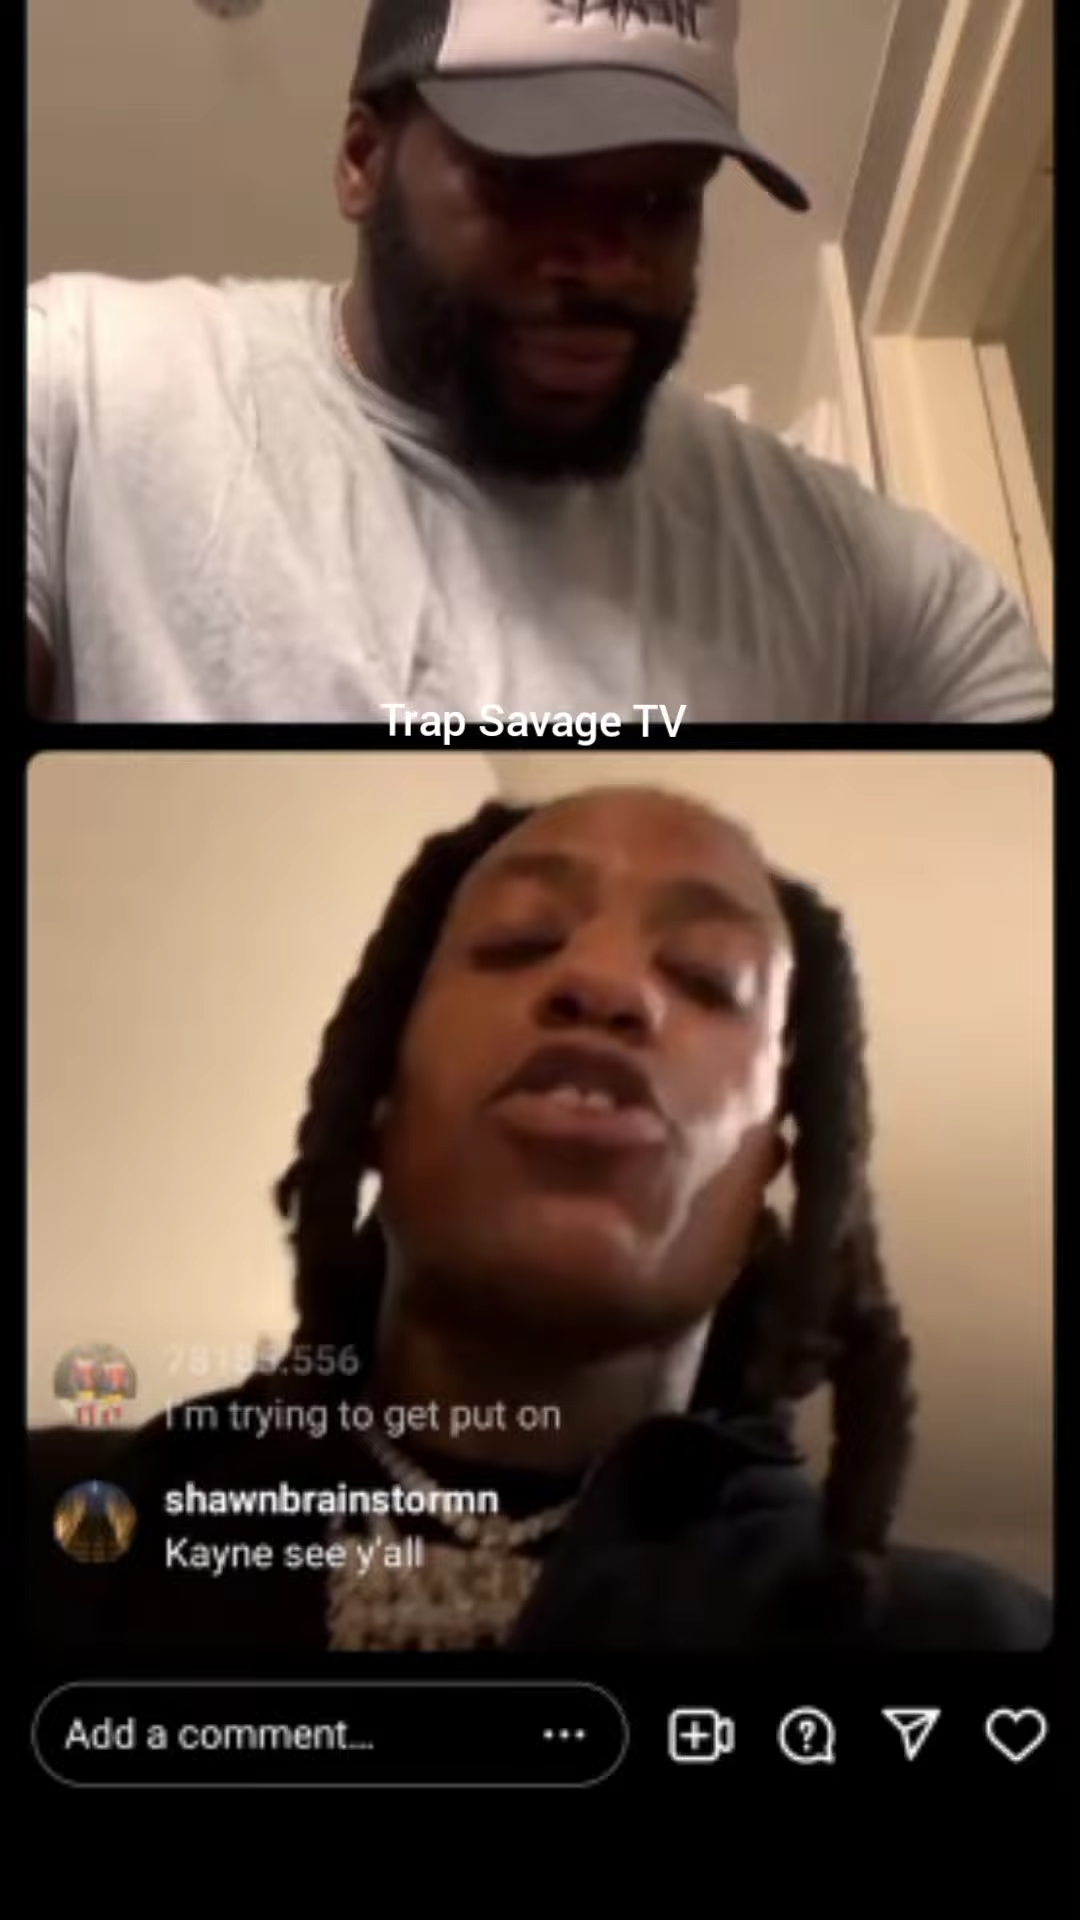 Trap Savage TV
I'm trying to get put on
shawnbrainstormn
Kayne see y'all
Add a comment...